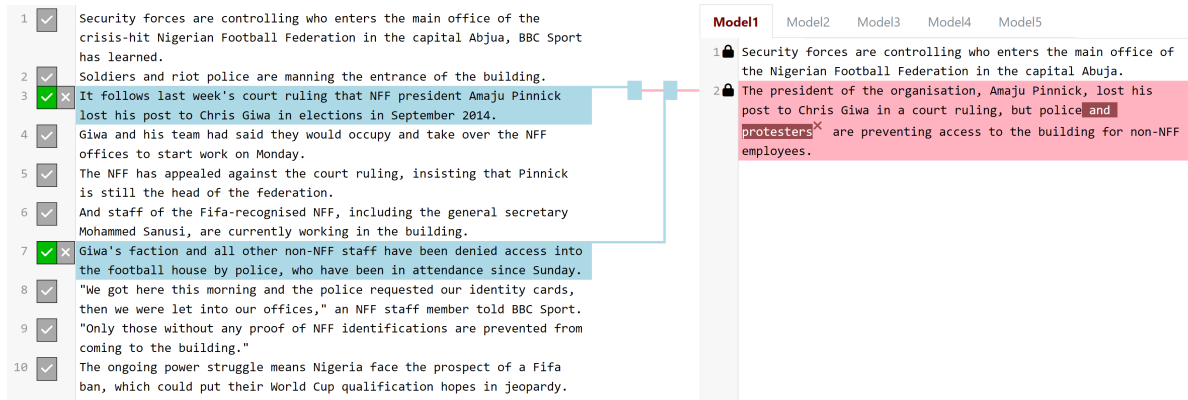 1 Security forces are controlling who enters the main office of the
crisis-hit Nigerian Football Federation in the capital Abjua, BBC Sport
has learned.
2 Soldiers and riot police are manning the entrance of the building.
3 It follows last week's court ruling that NFF president Amaju Pinnick
lost his post to Chris Giwa in elections in September 2014.
4 Giwa and his team had said they would occupy and take over the NFF
offices to start work on Monday.
5 The NFF has appealed against the court ruling, insisting that Pinnick
is still the head of the federation.
6 And staff of the Fifa-recognised NFF, including the general secretary
Mohammed Sanusi, are currently working in the building.
7 Giwa's faction and all other non-NFF staff have been denied access into
the football house by police, who have been in attendance since Sunday.
8 "We got here this morning and the police requested our identity cards,
then we were let into our offices," an NFF staff member told BBC Sport.
9 "Only those without any proof of NFF identifications are prevented from
coming to the building."
10 The ongoing power struggle means Nigeria face the prospect of a Fifa
ban, which could put their World Cup qualification hopes in jeopardy.
Model1 Model2 Model3 Model4 Model5
1 Security forces are controlling who enters the main office of
the Nigerian Football Federation in the capital Abuja.
2 The president of the organisation, Amaju Pinnick, lost his
post to Chris Giwa in a court ruling, but police and
protesters are preventing access to the building for non-NFF
employees.